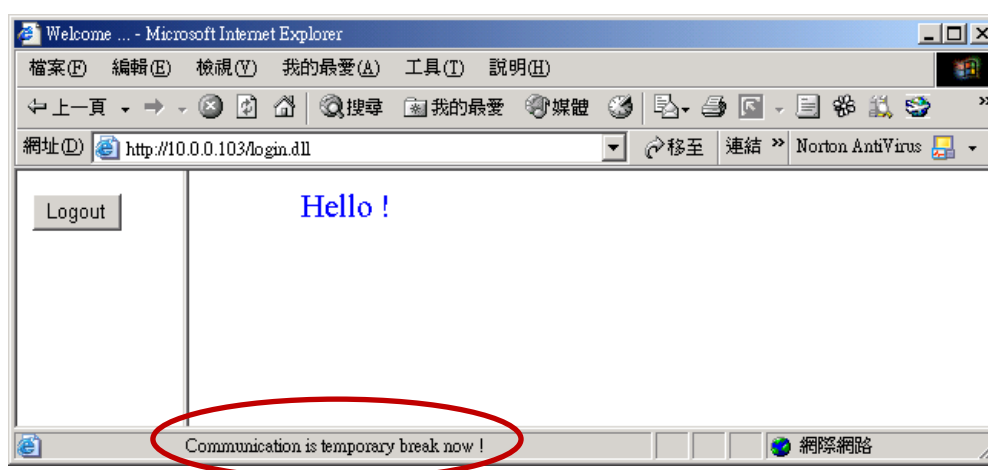 Welcome ... - Microsoft Internet Explorer
檔案(F) 編輯(E) 檢視(V) 我的最愛(A) 工具(T) 說明(H)
上一頁 搜尋 我的最愛 媒體 »
網址(D) http://10.0.0.103/login.dll 移至 連結 » Norton AntiVirus
Logout Hello !
Communication is temporary break now ! 網際網路